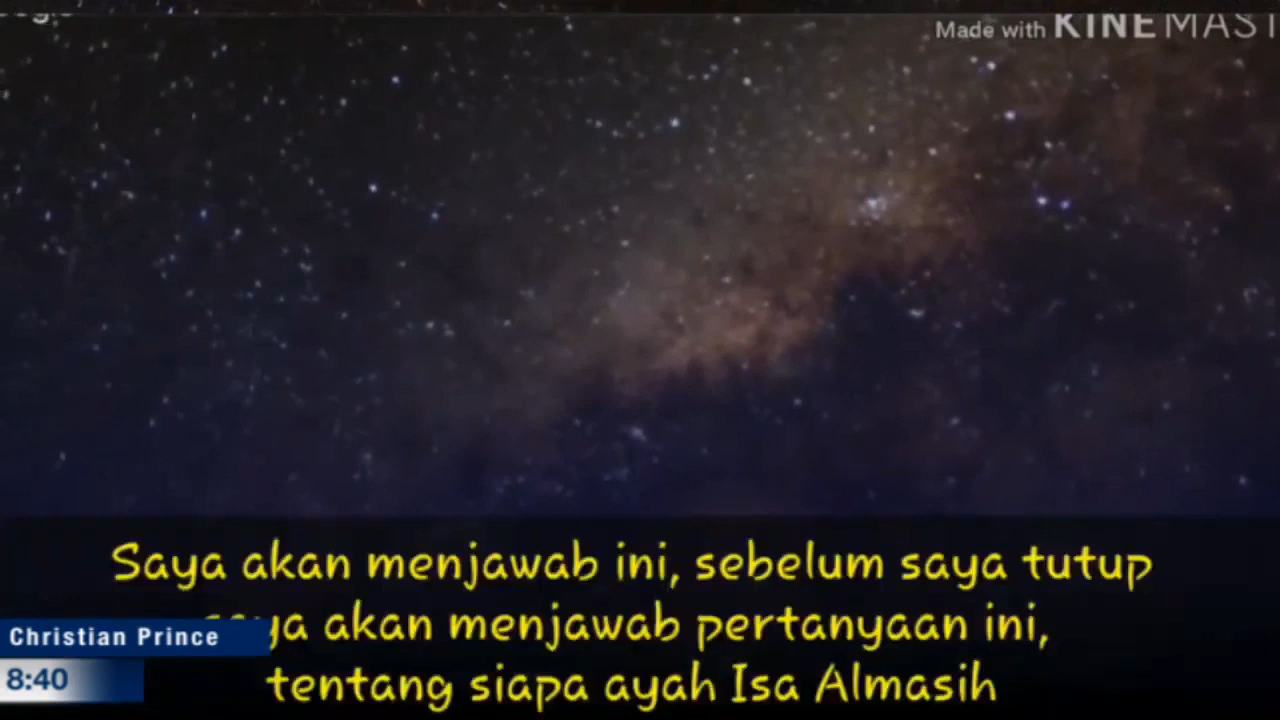 Made with KINEMAST
Saya akan menjawab ini, sebelum saya tutup
saya akan menjawab pertanyaan ini,
tentang siapa ayah Isa Almasih
Christian Prince
8:40